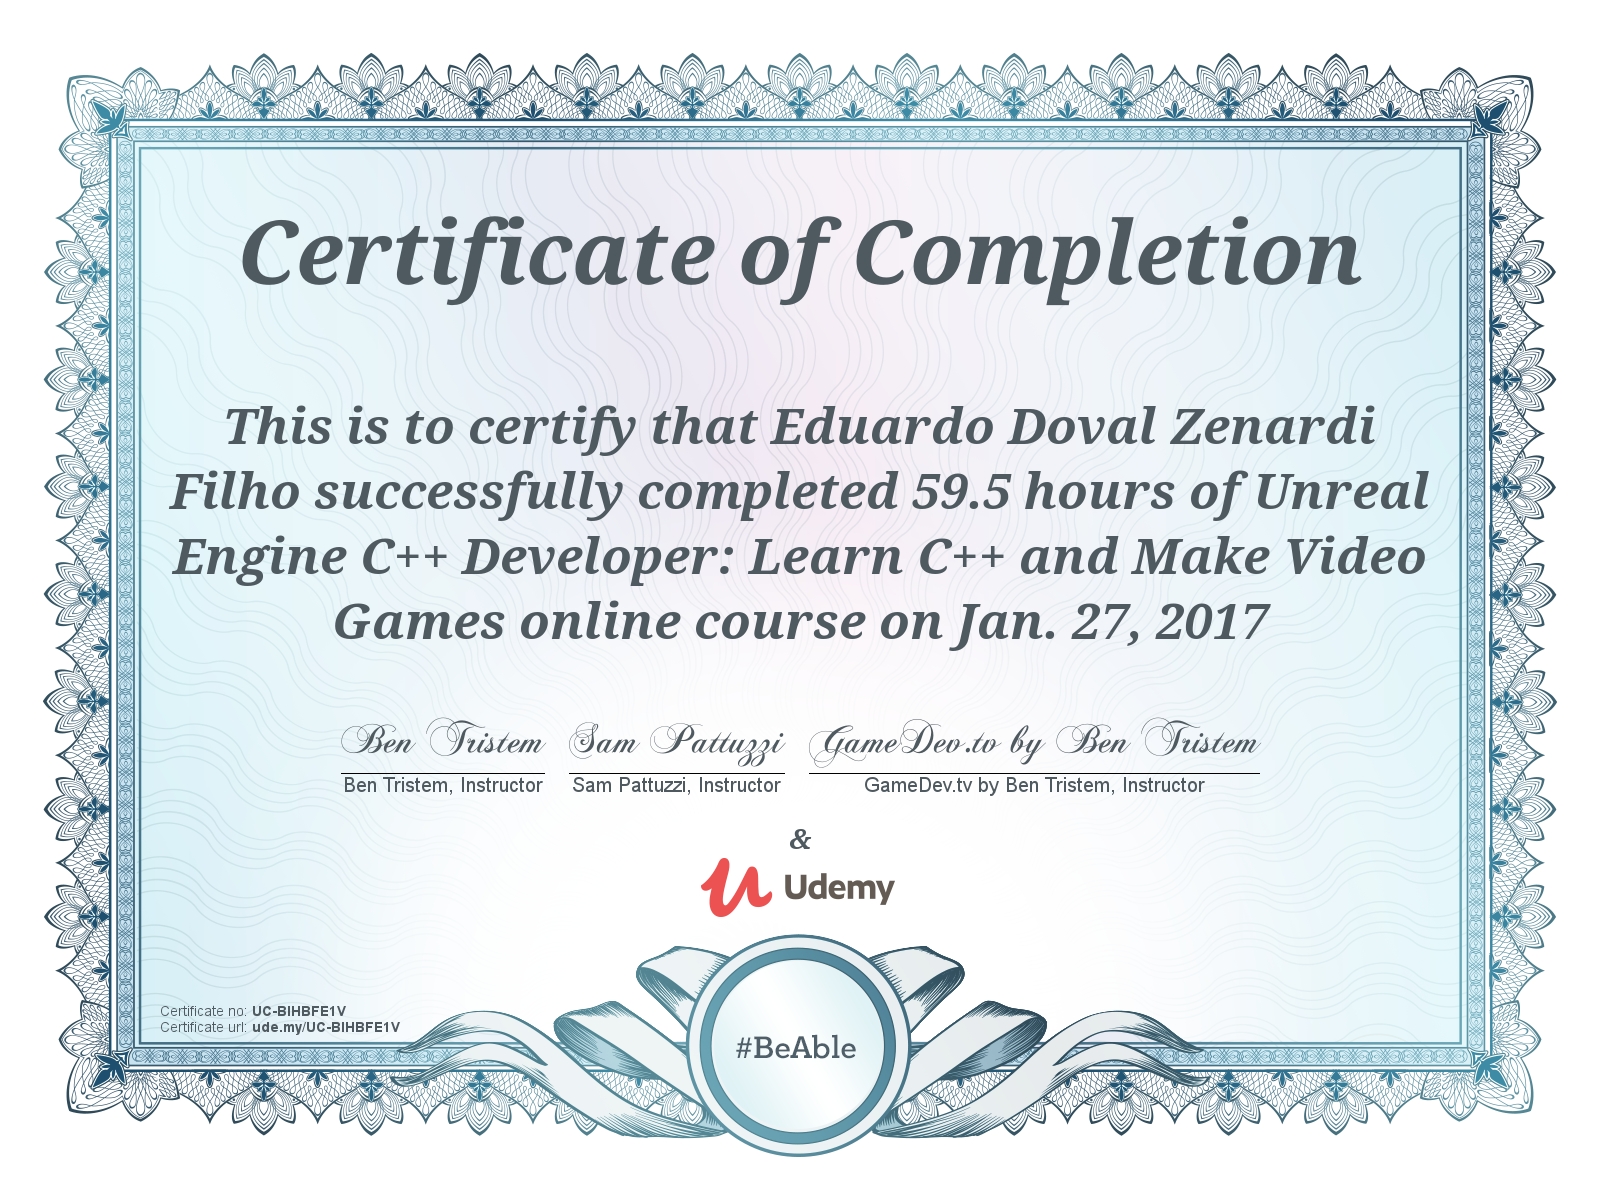 Certificate of Completion
This is to certify that Eduardo Doval Zenardi
Filho successfully completed 59.5 hours of Unreal
Engine C++ Developer: Learn C++ and Make Video
Games online course on Jan. 27, 2017
Ben Tristem Sam Pattuzzi GameDev.tv by Ben Tristem
Ben Tristem, Instructor Sam Pattuzzi, Instructor GameDev.tv by Ben Tristem, Instructor
&
Udemy
Certificate no: UC-BIHBFE1V
Certificate url: ude.my/UC-BIHBFE1V
#BeAble